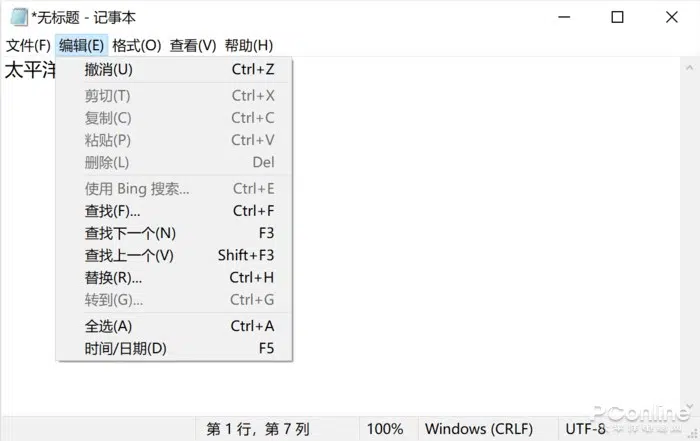 *无标题 - 记事本
文件(F) 编辑(E) 格式(O) 查看(V) 帮助(H)
太平洋
撤消(U) Ctrl+Z
剪切(T) Ctrl+X
复制(C) Ctrl+C
粘贴(P) Ctrl+V
删除(L) Del
使用 Bing 搜索... Ctrl+E
查找(F)... Ctrl+F
查找下一个(N) F3
查找上一个(V) Shift+F3
替换(R)... Ctrl+H
转到(G)... Ctrl+G
全选(A) Ctrl+A
时间/日期(D) F5
PConline
第 1 行，第 7 列 100% Windows (CRLF) UTF-8